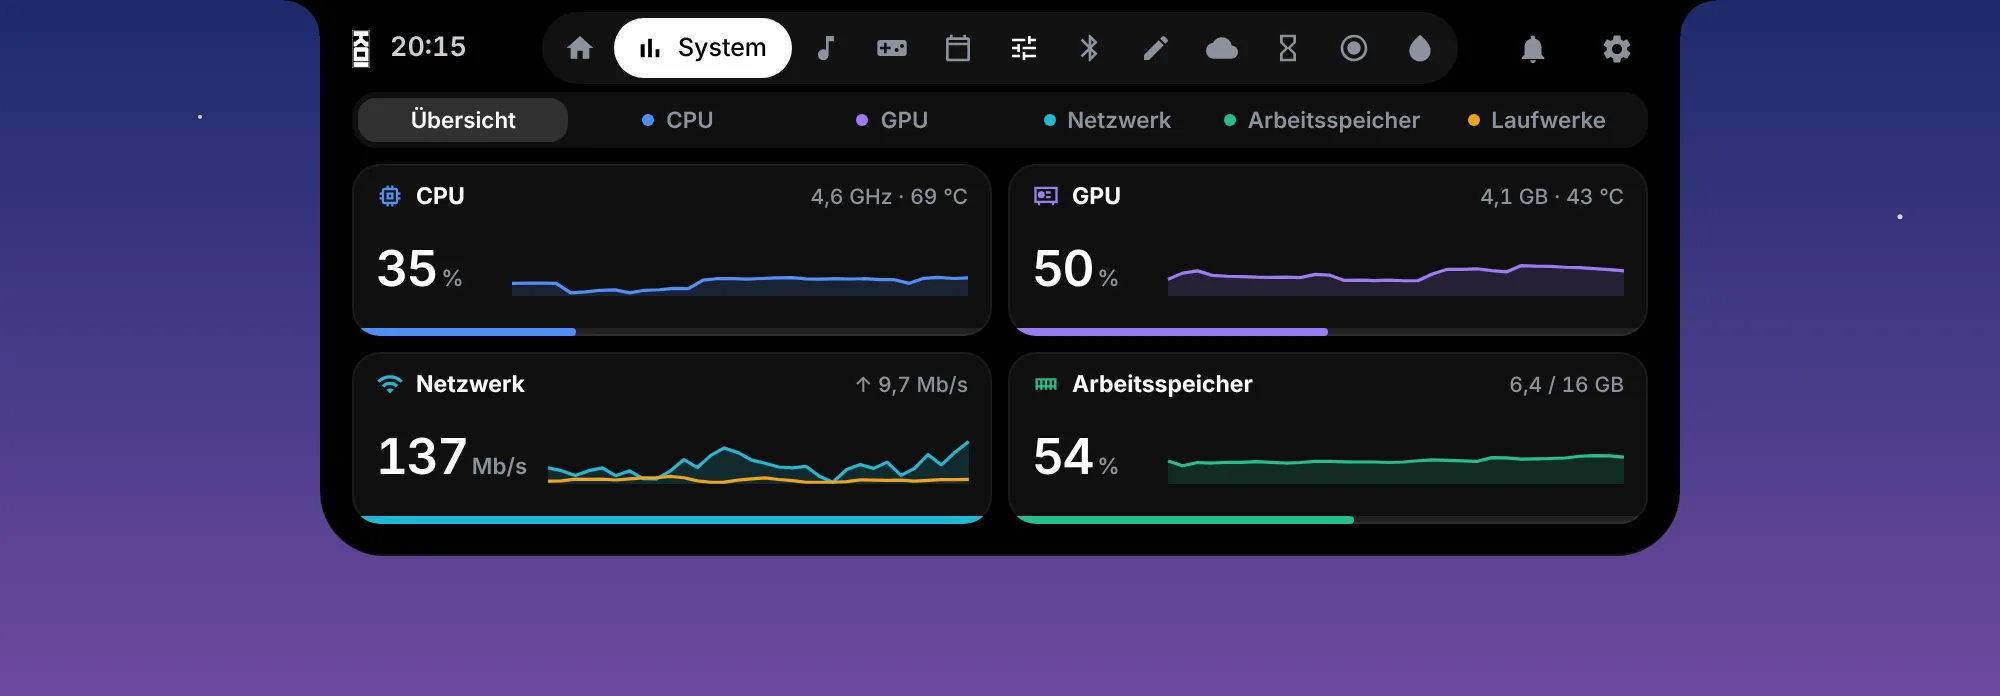 20:15
System
Übersicht
CPU
GPU
Netzwerk
Arbeitsspeicher
Laufwerke
CPU
4,6 GHz · 69 °C
35 %
GPU
4,1 GB · 43 °C
50 %
Netzwerk
↑ 9,7 Mb/s
137 Mb/s
Arbeitsspeicher
6,4 / 16 GB
54 %